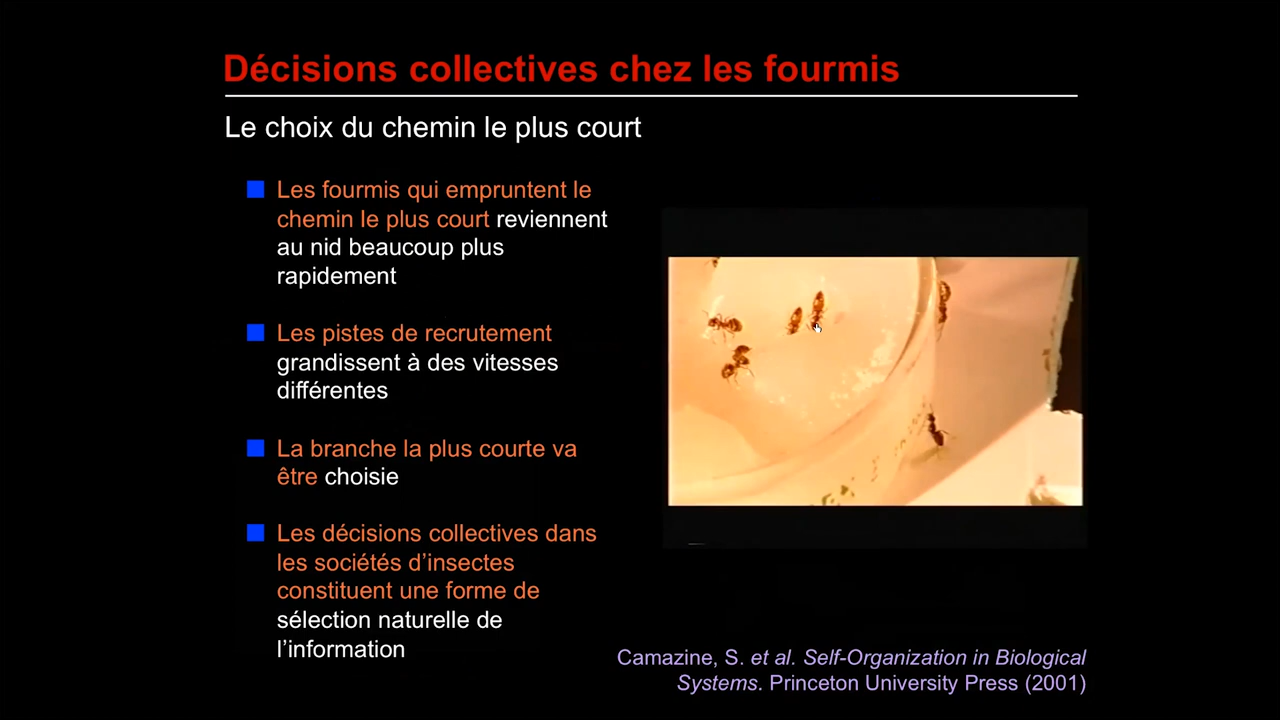 Décisions collectives chez les fourmis
Le choix du chemin le plus court
Les fourmis qui empruntent le
chemin le plus court reviennent
au nid beaucoup plus
rapidement
Les pistes de recrutement
grandissent à des vitesses
différentes
La branche la plus courte va
être choisie
Les décisions collectives dans
les sociétés d’insectes
constituent une forme de
sélection naturelle de
l’information
Camazine, S. et al. Self-Organization in Biological
Systems. Princeton University Press (2001)